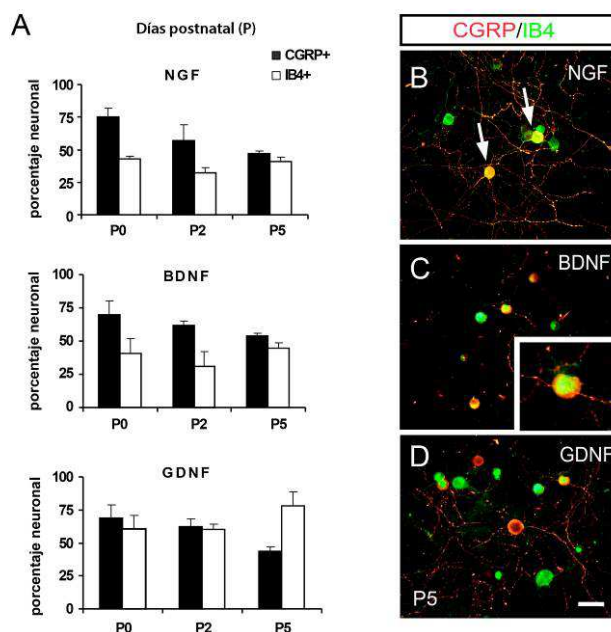 A
Días postnatal (P)
CGRP+
IB4+
NGF
porcentaje neuronal
100
75
50
25
0
P0
P2
P5
BDNF
porcentaje neuronal
100
75
50
25
0
P0
P2
P5
GDNF
porcentaje neuronal
100
75
50
25
0
P0
P2
P5
CGRP/IB4
B
NGF
C
BDNF
D
GDNF
P5